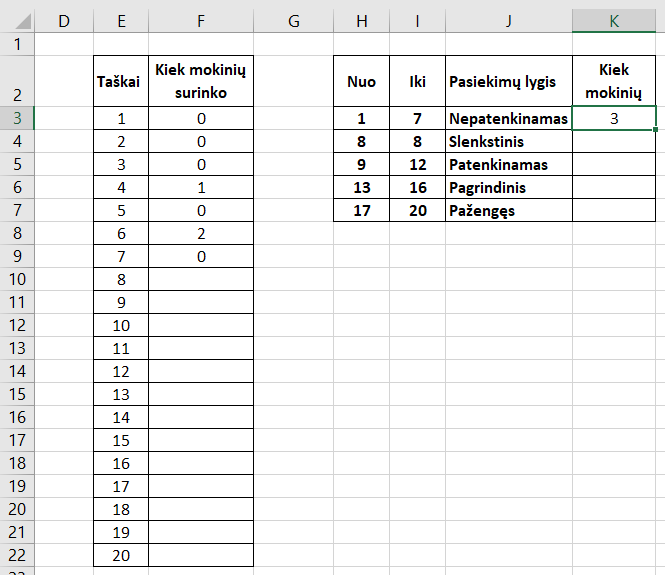 D E F G H I J K
1
2 Taškai Kiek mokinių surinko Nuo Iki Pasiekimų lygis Kiek mokinių
3 1 0 1 7 Nepatenkinamas 3
4 2 0 8 8 Slenkstinis
5 3 0 9 12 Patenkinamas
6 4 1 13 16 Pagrindinis
7 5 0 17 20 Pažengęs
8 6 2
9 7 0
10 8
11 9
12 10
13 11
14 12
15 13
16 14
17 15
18 16
19 17
20 18
21 19
22 20